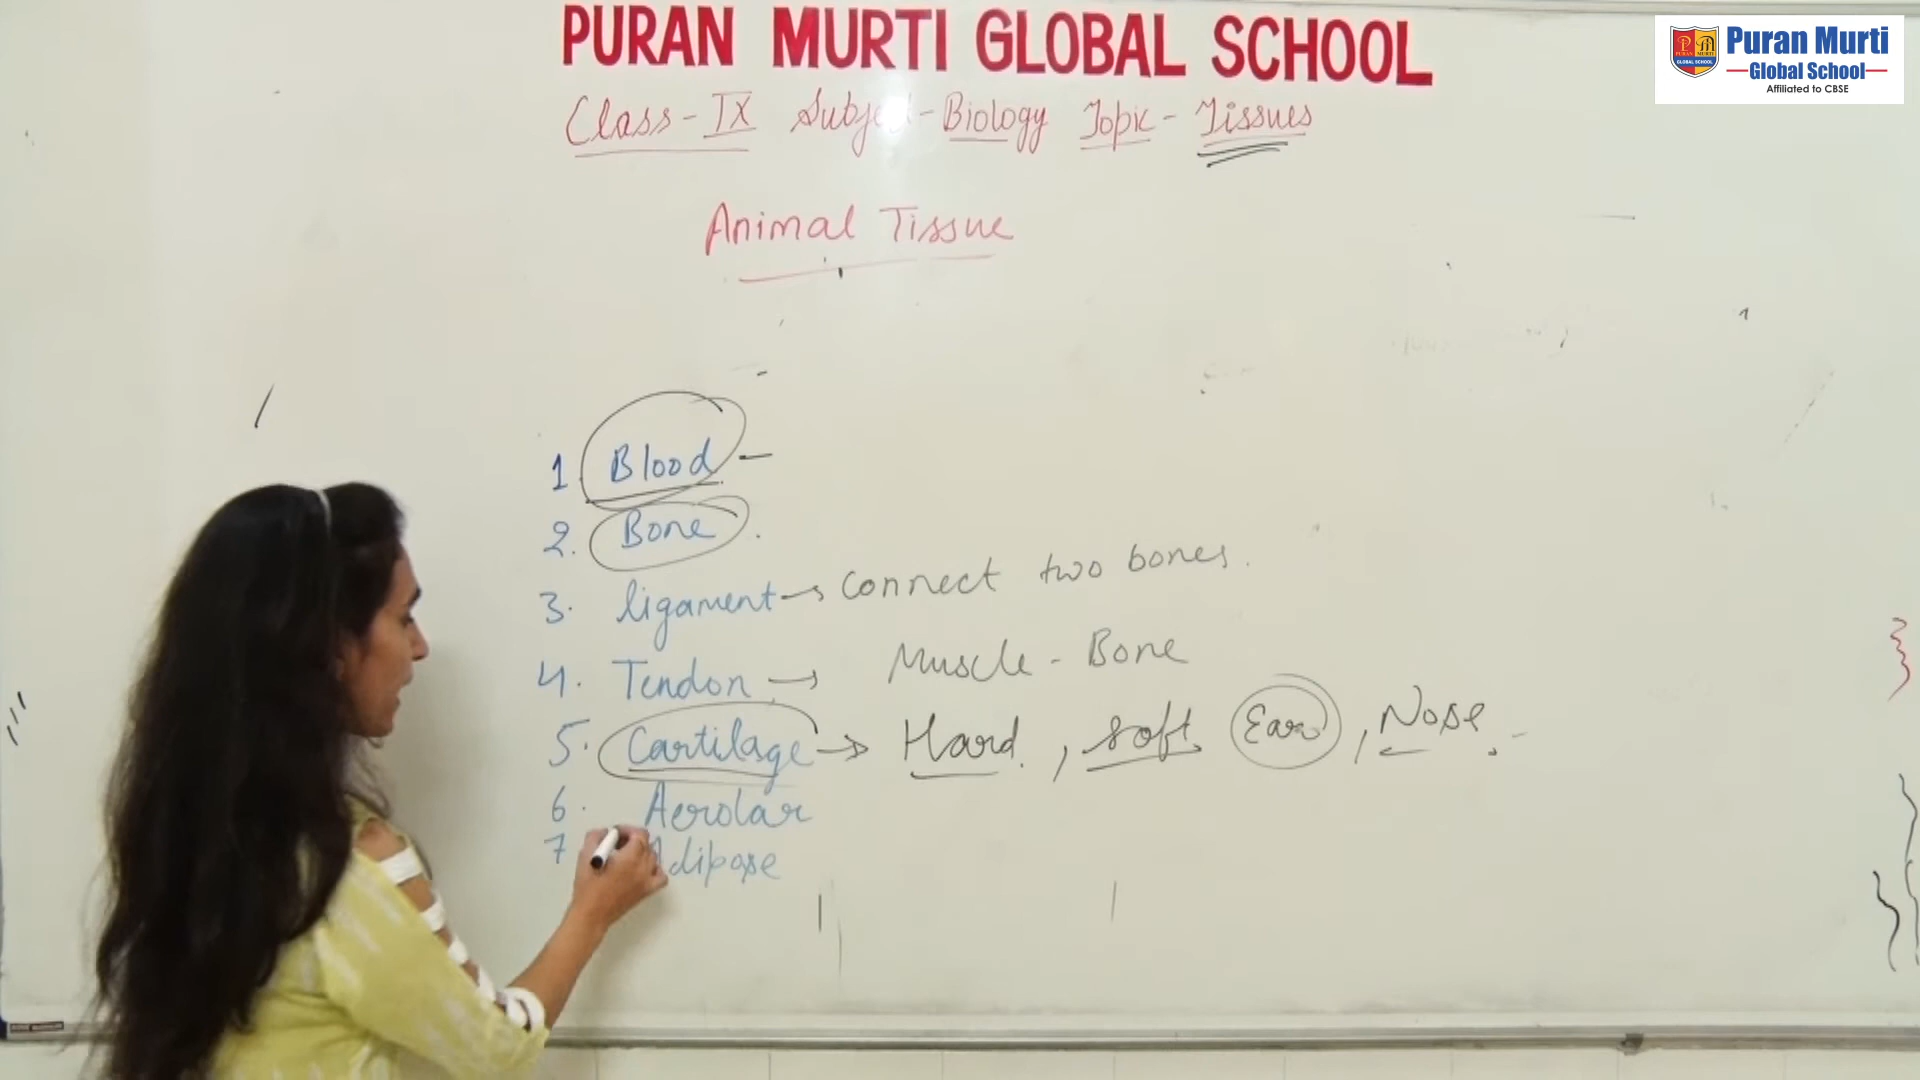 PURAN MURTI GLOBAL SCHOOL
Puran Murti
Global School
Affiliated to CBSE
Class - IX Subject - Biology Topic - Tissues
Animal Tissue
1 Blood -
2. Bone .
3. ligament → Connect two bones.
4. Tendon → Muscle - Bone
5. Cartilage → Hard, soft Ear, Nose.
6. Aerolar
7 Adipose